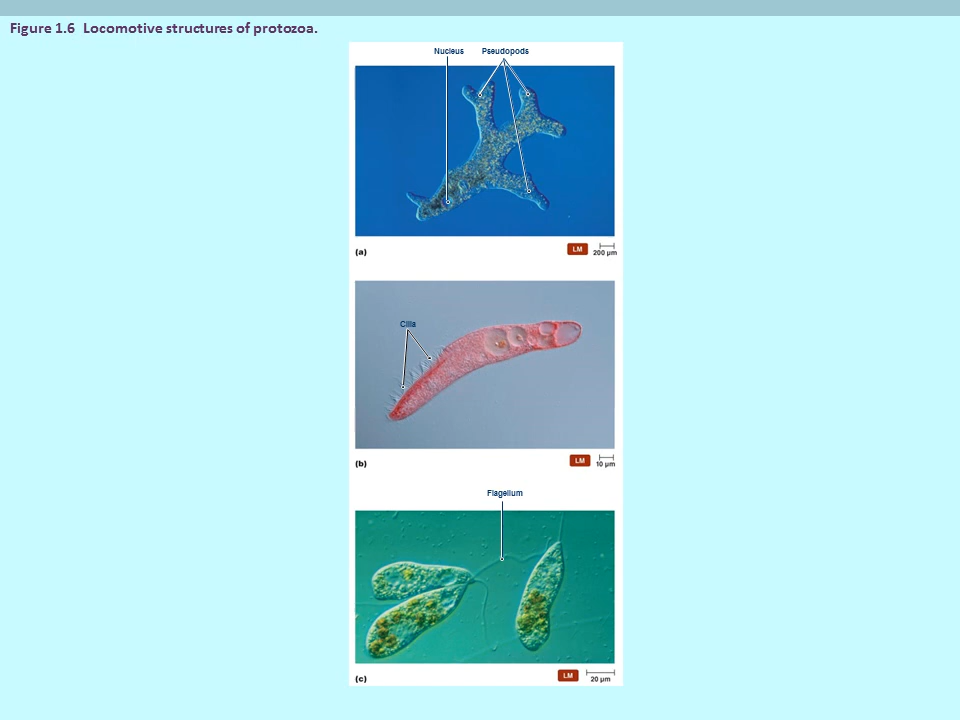 Figure 1.6 Locomotive structures of protozoa.
Nucleus Pseudopods
(a) LM 200 µm
Cilia
(b) LM 10 µm
Flagellum
(c) LM 20 µm